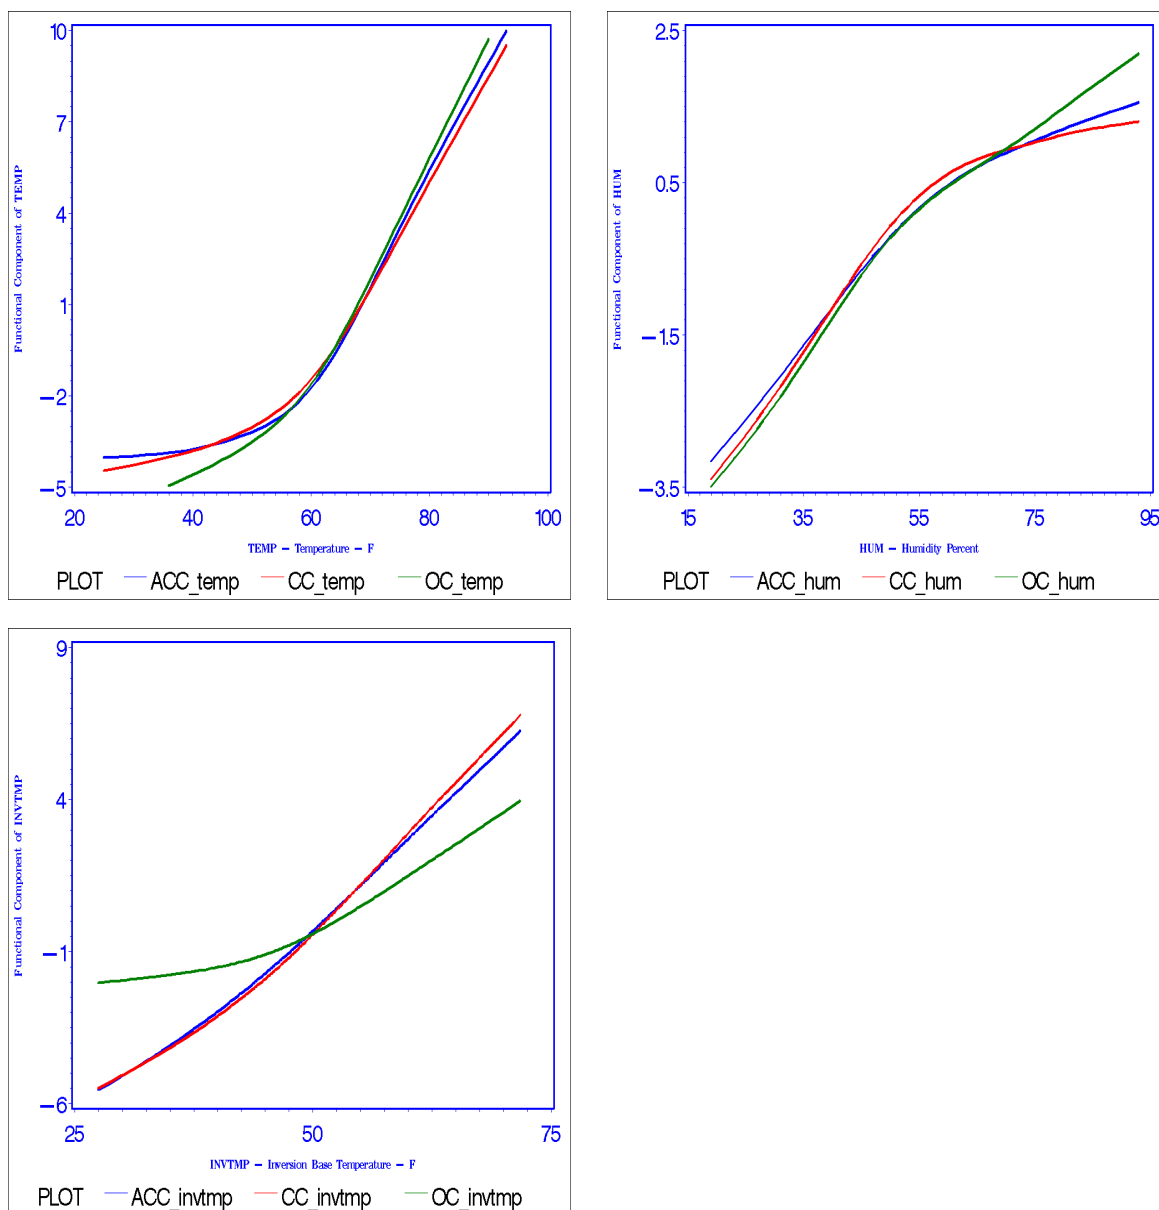 Functional Component of TEMP
10
7
4
1
−2
−5
20 40 60 80 100
TEMP − Temperature − F
PLOT ACC_temp CC_temp OC_temp
Functional Component of HUM
2.5
0.5
−1.5
−3.5
15 35 55 75 95
HUM − Humidity Percent
PLOT ACC_hum CC_hum OC_hum
Functional Component of INVTMP
9
4
−1
−6
25 50 75
INVTMP − Inversion Base Temperature − F
PLOT ACC_invtmp CC_invtmp OC_invtmp